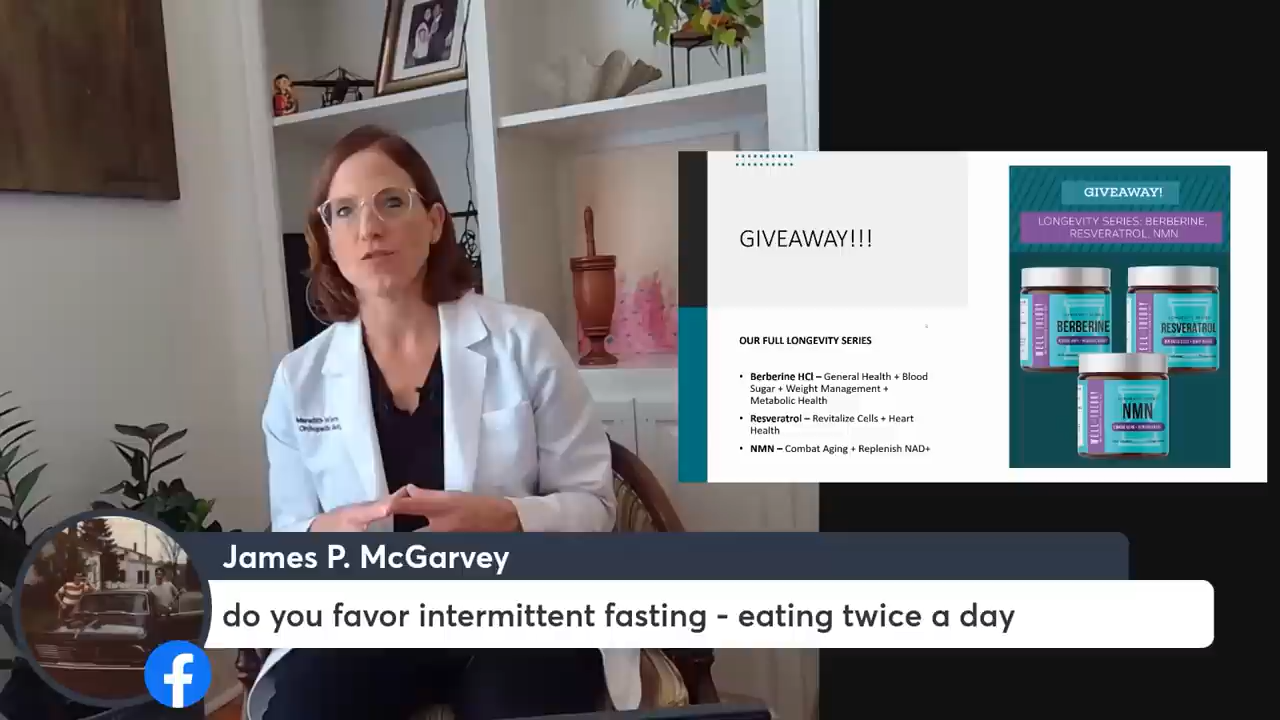 GIVEAWAY!!!
OUR FULL LONGEVITY SERIES
• Berberine HCl – General Health + Blood
Sugar + Weight Management +
Metabolic Health
• Resveratrol – Revitalize Cells + Heart
Health
• NMN – Combat Aging + Replenish NAD+
GIVEAWAY!
LONGEVITY SERIES: BERBERINE,
RESVERATROL, NMN
BERBERINE
RESVERATROL
NMN
Meredith
James P. McGarvey
do you favor intermittent fasting - eating twice a day